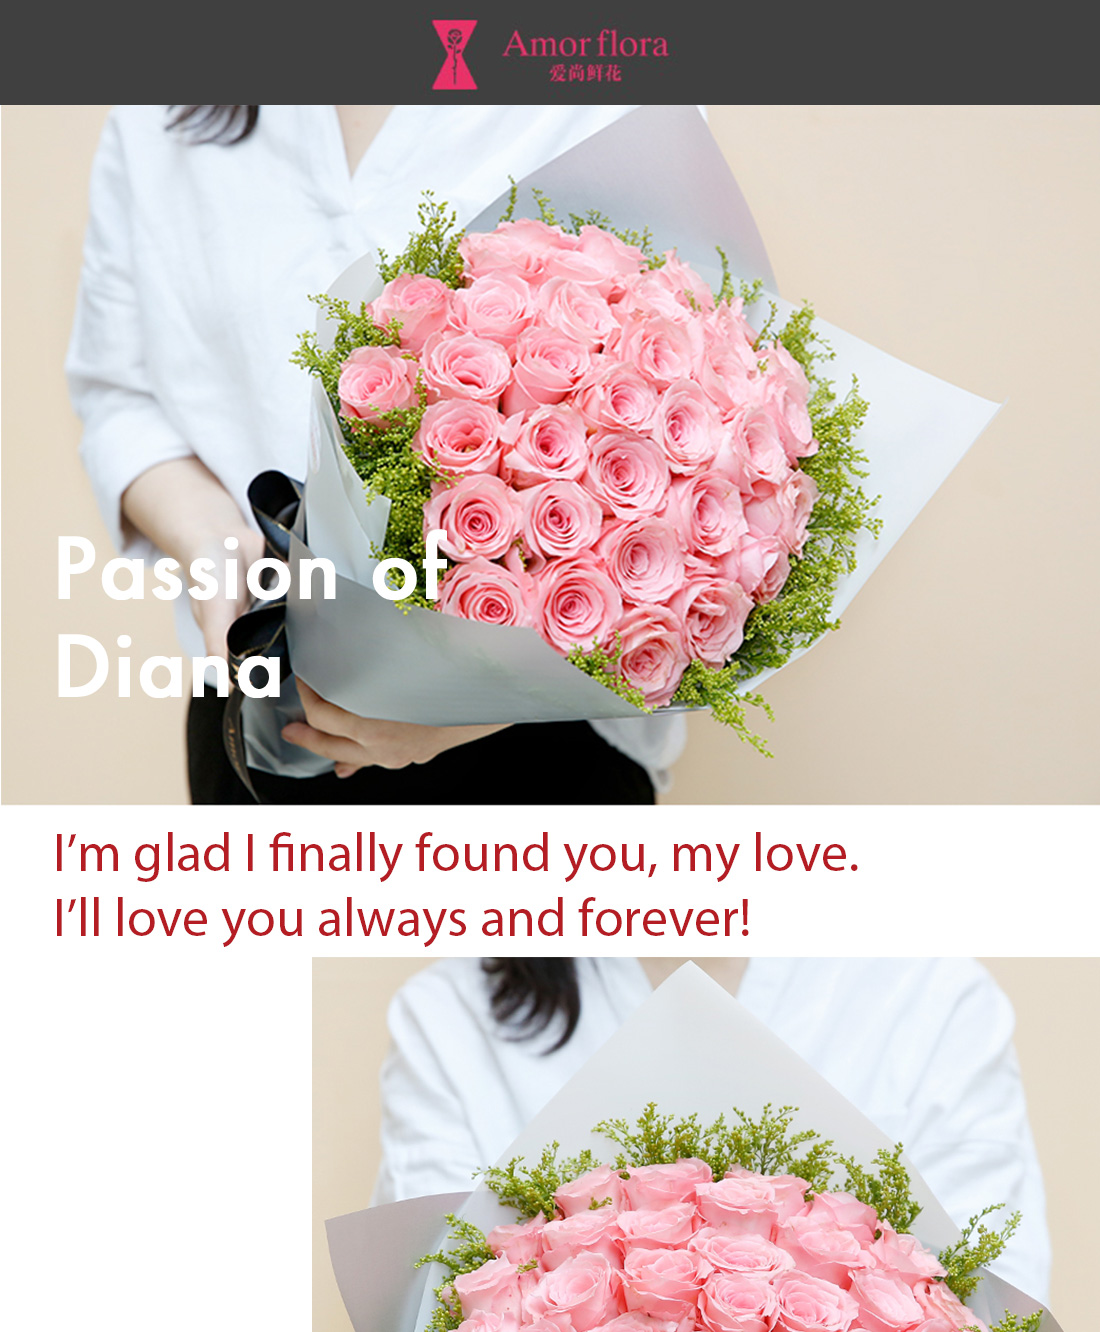 Amor flora
爱尚鲜花
Passion of
Diana
I’m glad I finally found you, my love.
I’ll love you always and forever!